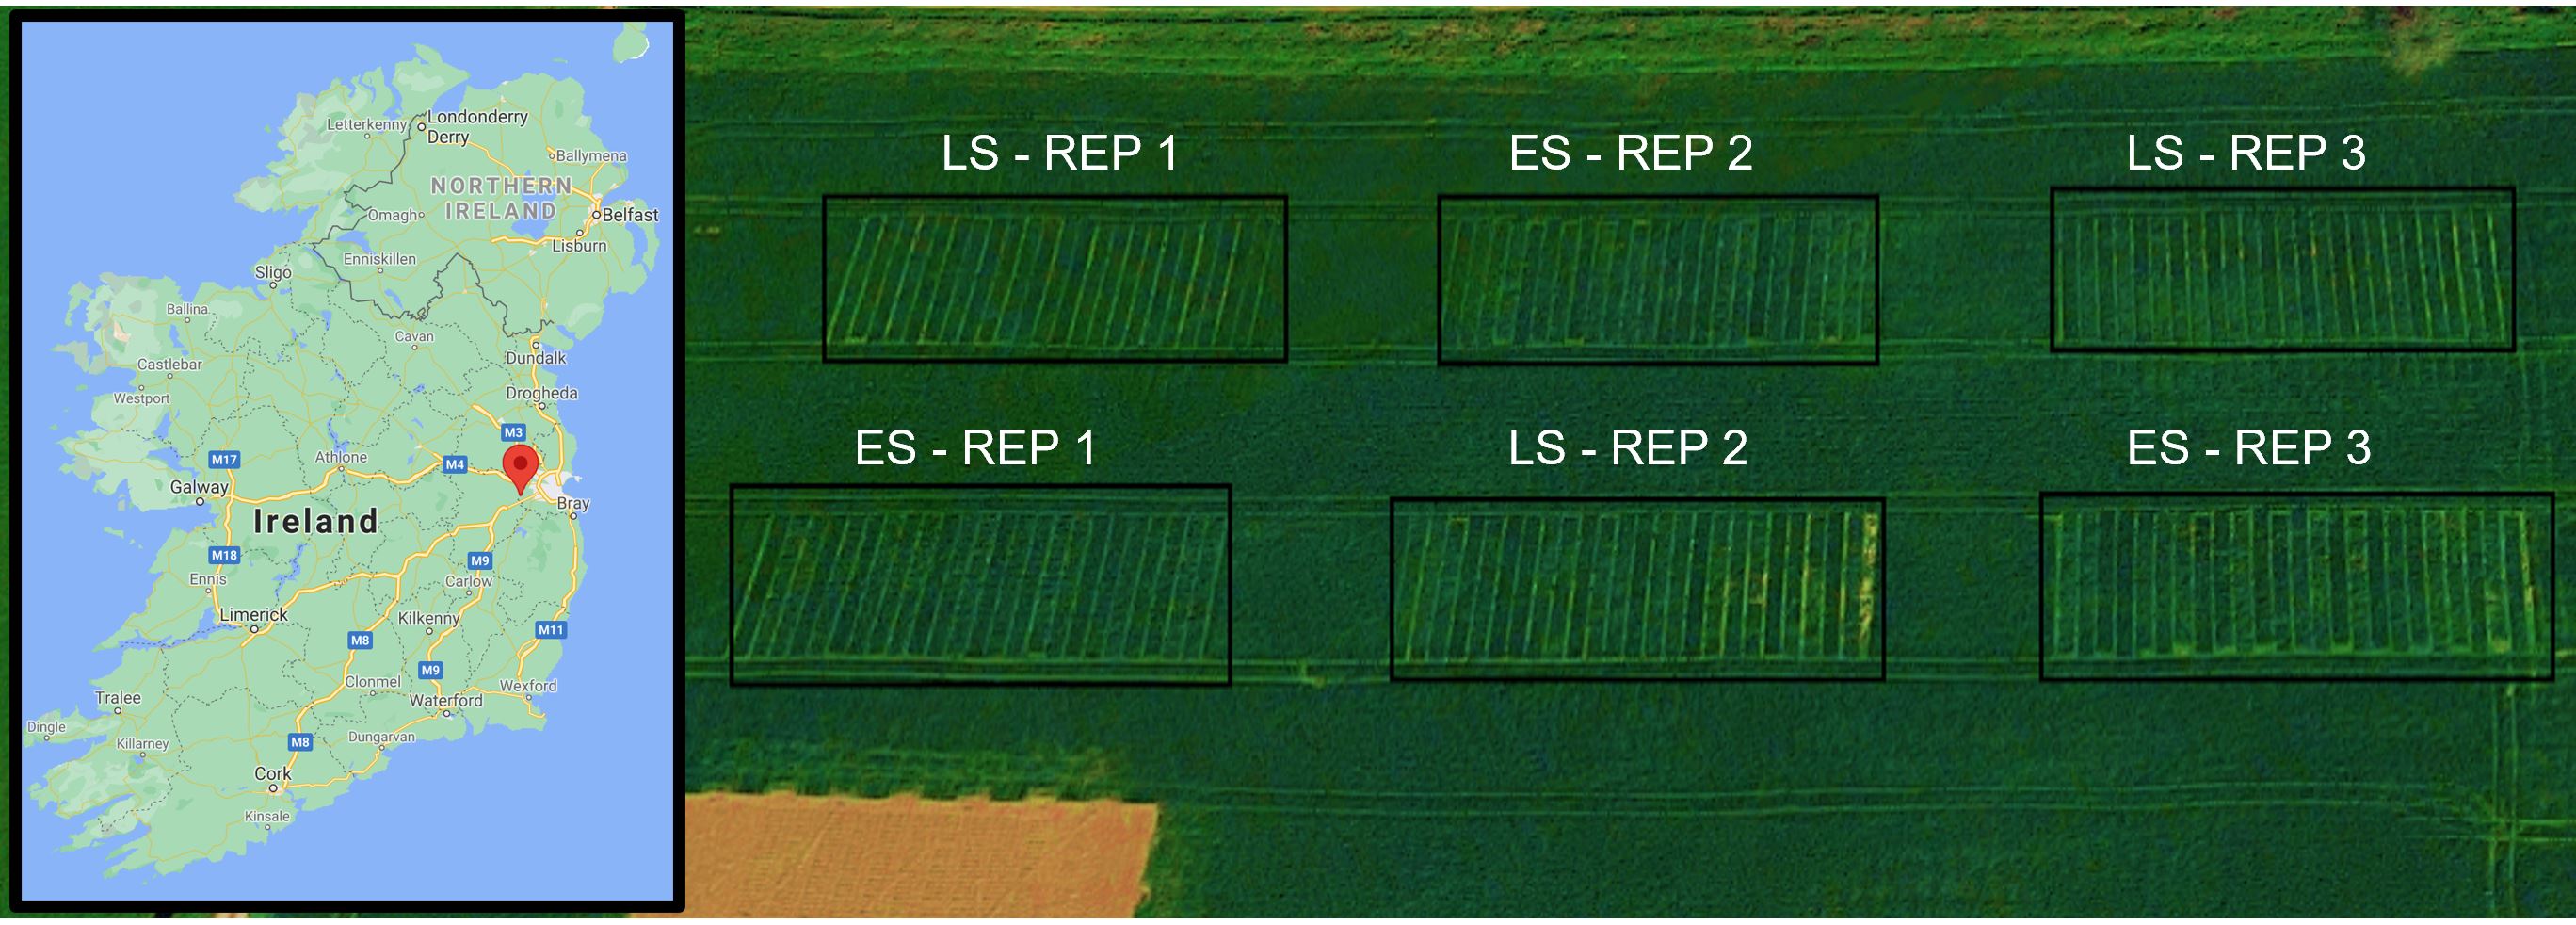 Londonderry
Derry
Letterkenny
Ballymena
NORTHERN
IRELAND
Omagh
Belfast
Lisburn
Enniskillen
Sligo
Ballina
Cavan
Dundalk
Castlebar
Drogheda
Westport
M3
M17
Athlone
M4
Galway
Bray
Ireland
M18
M9
Ennis
Carlow
Limerick
Kilkenny
M11
M8
M9
Clonmel
Wexford
Tralee
Waterford
Dingle
Killarney
M8
Dungarvan
Cork
Kinsale
LS - REP 1
ES - REP 2
LS - REP 3
ES - REP 1
LS - REP 2
ES - REP 3